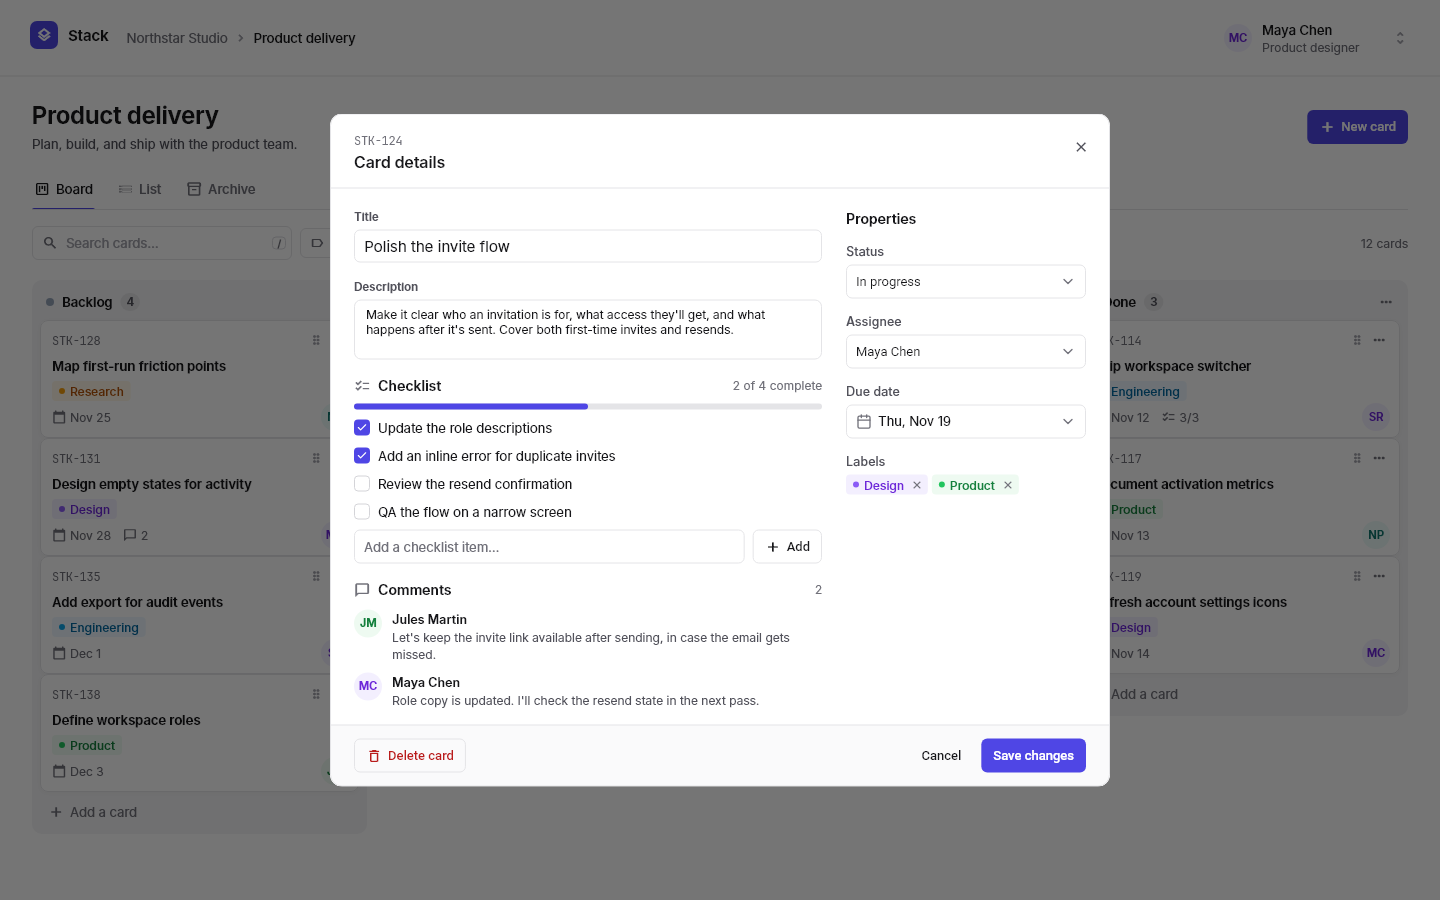 Stack
Northstar Studio
Product delivery
MC
Maya Chen
Product designer
Product delivery
Plan, build, and ship with the product team.
New card
Board
List
Archive
Search cards...
/
12 cards
Backlog
4
STK-128
Map first-run friction points
Research
Nov 25
STK-131
Design empty states for activity
Design
Nov 28
2
STK-135
Add export for audit events
Engineering
Dec 1
STK-138
Define workspace roles
Product
Dec 3
Add a card
STK-124
Card details
Title
Polish the invite flow
Description
Make it clear who an invitation is for, what access they'll get, and what
happens after it's sent. Cover both first-time invites and resends.
Checklist
2 of 4 complete
Update the role descriptions
Add an inline error for duplicate invites
Review the resend confirmation
QA the flow on a narrow screen
Add a checklist item...
Add
Comments
2
JM
Jules Martin
Let's keep the invite link available after sending, in case the email gets
missed.
MC
Maya Chen
Role copy is updated. I'll check the resend state in the next pass.
Properties
Status
In progress
Assignee
Maya Chen
Due date
Thu, Nov 19
Labels
Design
Product
Delete card
Cancel
Save changes
Done
3
-114
workspace switcher
Engineering
Nov 12
3/3
SR
-117
activation metrics
Product
Nov 13
NP
-119
account settings icons
Design
Nov 14
MC
Add a card